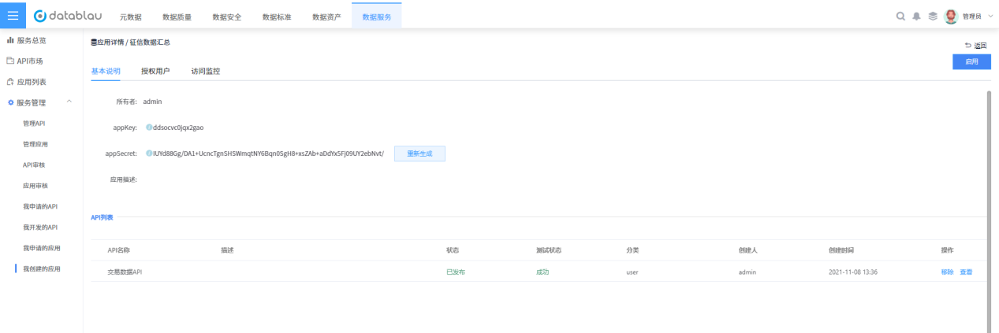 datablau 元数据 数据质量 数据安全 数据标准 数据资产 数据服务 管理员
服务总览
API市场
应用列表
服务管理
管理API
管理应用
API审核
应用审核
我申请的API
我开发的API
我申请的应用
我创建的应用
应用详情 / 征信数据汇总
返回
启用
基本说明 授权用户 访问监控
所有者: admin
appKey: ddsocvc0jqx2gao
appSecret: IUYd88Gg/DA1+UcncTgnSHSWmqtNY6Bqn0SgH8+xsZAb+aDdYx5Fj09UY2ebNvt/ 重新生成
应用描述:
API列表
API名称 描述 状态 测试状态 分类 创建人 创建时间 操作
交易数据API 已发布 成功 user admin 2021-11-08 13:36 移除 查看